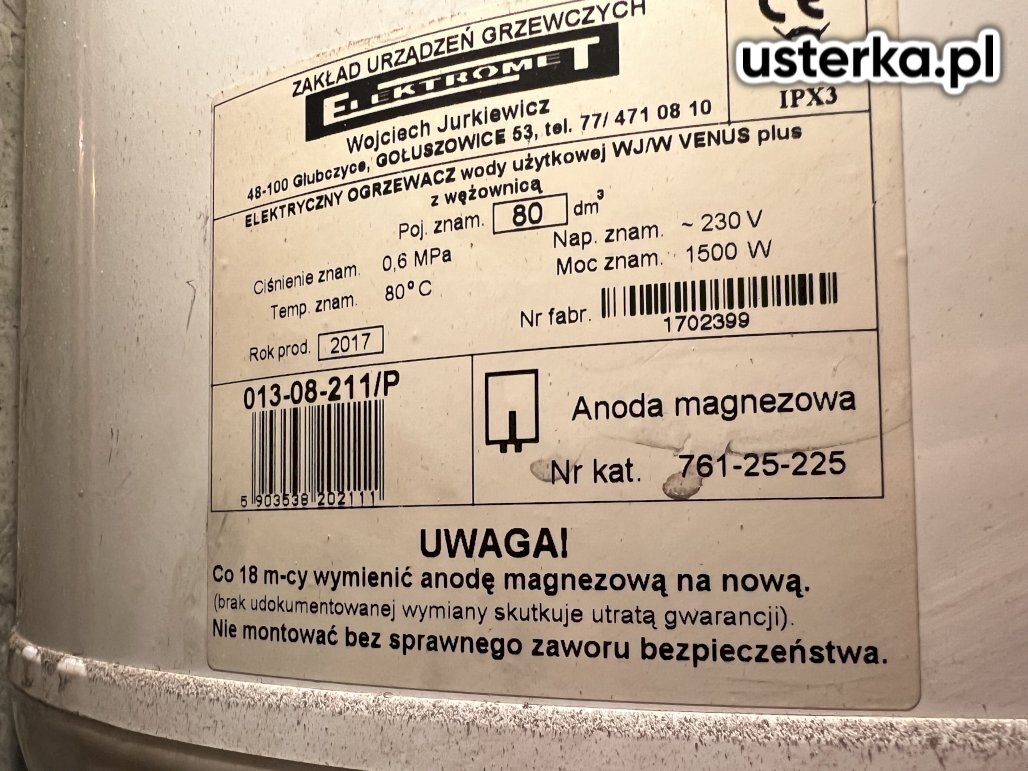 usterka.pl
ZAKŁAD URZĄDZEŃ GRZEWCZYCH
ELEKTROMET
Wojciech Jurkiewicz
48-100 Głubczyce, GOŁUSZOWICE 53, tel. 77/ 471 08 10
CE
IPX3
ELEKTRYCZNY OGRZEWACZ wody użytkowej WJ/W VENUS plus
z wężownicą
Poj. znam. 80 dm³
Ciśnienie znam. 0,6 MPa
Nap. znam. ~ 230 V
Temp. znam. 80°C
Moc znam. 1500 W
Rok prod. 2017
Nr fabr.
1702399
013-08-211/P
5 903538 202111
Anoda magnezowa
Nr kat. 761-25-225
UWAGA!
Co 18 m-cy wymienić anodę magnezową na nową.
(brak udokumentowanej wymiany skutkuje utratą gwarancji).
Nie montować bez sprawnego zaworu bezpieczeństwa.